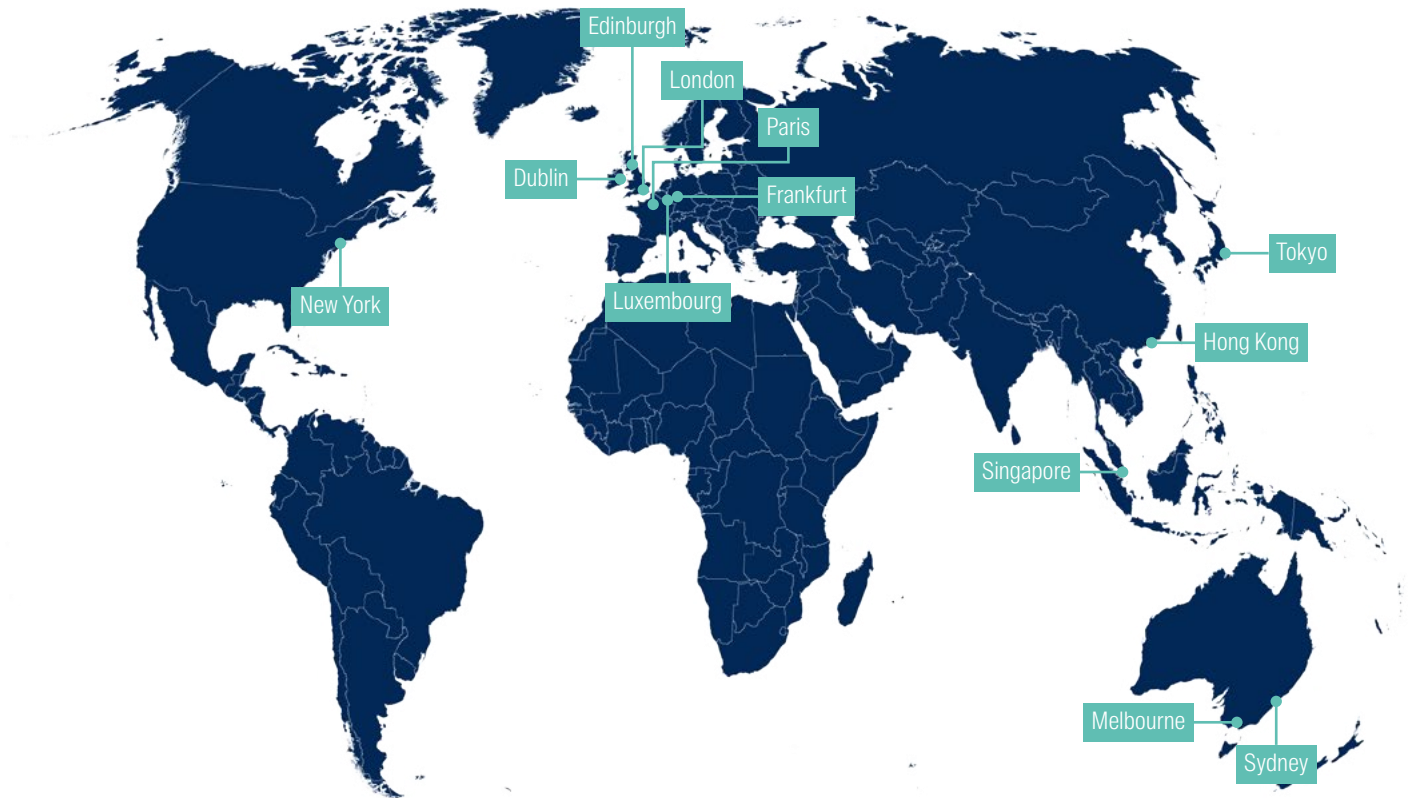 Edinburgh
London
Paris
Dublin
Frankfurt
Tokyo
New York
Luxembourg
Hong Kong
Singapore
Melbourne
Sydney